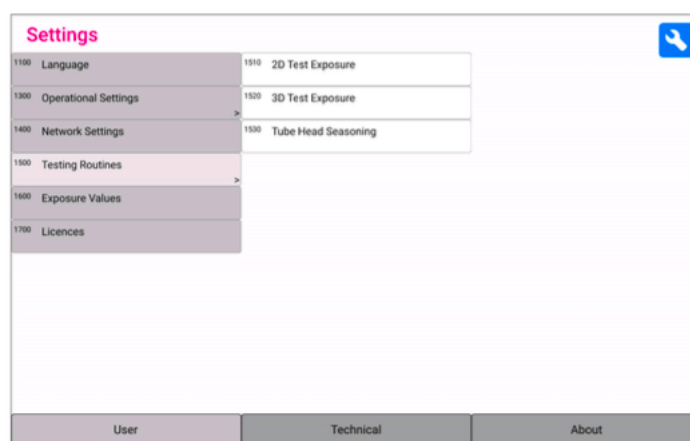 Settings
1100 Language
1510 2D Test Exposure
1300 Operational Settings >
1520 3D Test Exposure
1400 Network Settings
1530 Tube Head Seasoning
1500 Testing Routines >
1600 Exposure Values
1700 Licences
User Technical About